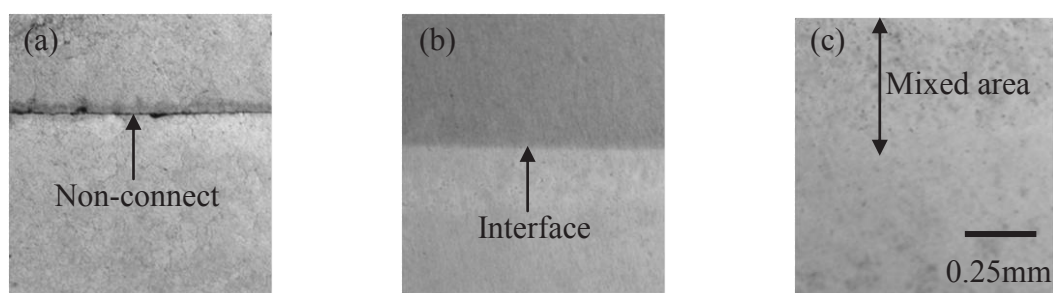 (a)
Non-connect
(b)
Interface
(c)
Mixed area
0.25mm